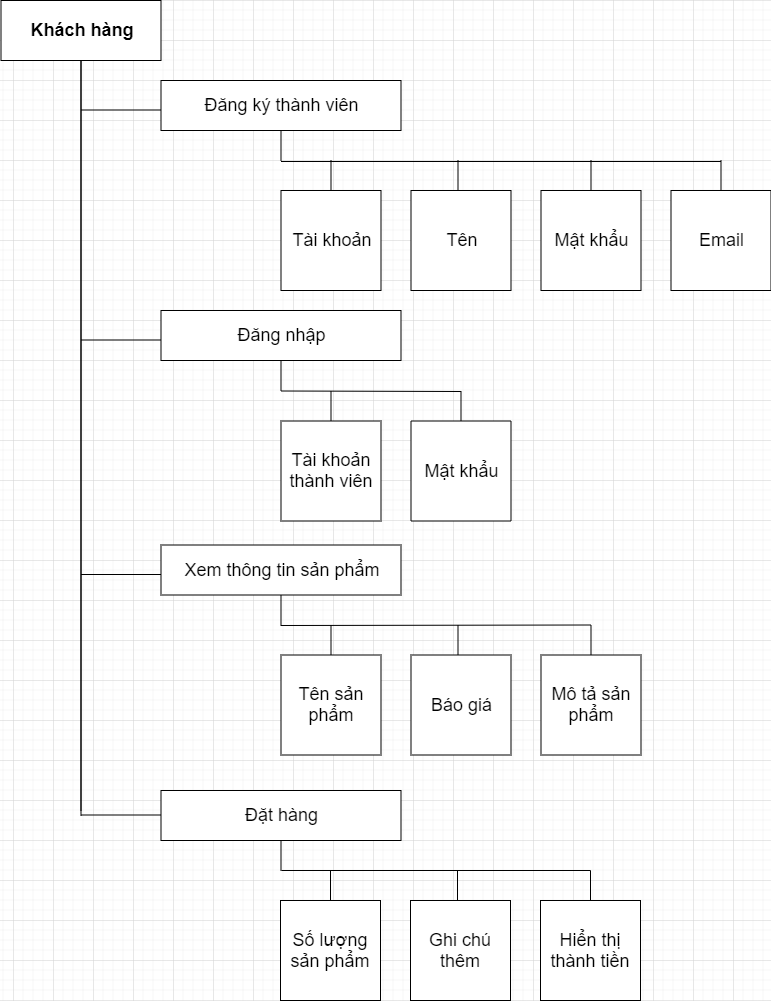 Khách hàng
Đăng ký thành viên
Tài khoản
Tên
Mật khẩu
Email
Đăng nhập
Tài khoản
thành viên
Mật khẩu
Xem thông tin sản phẩm
Tên sản
phẩm
Báo giá
Mô tả sản
phẩm
Đặt hàng
Số lượng
sản phẩm
Ghi chú
thêm
Hiển thị
thành tiền